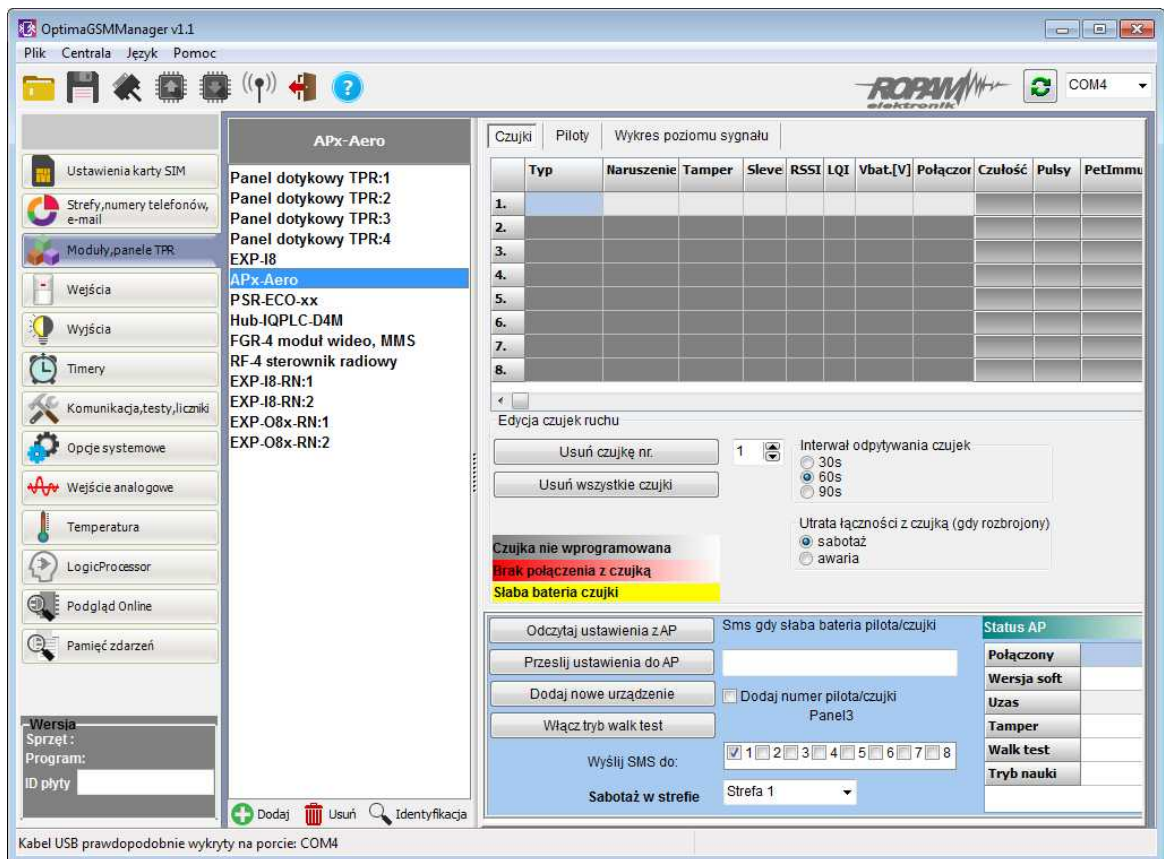 OptimaGSMManager v1.1
Plik Centrala Język Pomoc
ROPAM
elektronik
COM4
Ustawienia karty SIM
Strefy,numery telefonów,
e-mail
Moduły,panele TPR
Wejścia
Wyjścia
Timery
Komunikacja,testy,liczniki
Opcje systemowe
Wejście analogowe
Temperatura
LogicProcessor
Podgląd Online
Pamięć zdarzeń
Wersja
Sprzęt :
Program:
ID płyty
APx-Aero
Panel dotykowy TPR:1
Panel dotykowy TPR:2
Panel dotykowy TPR:3
Panel dotykowy TPR:4
EXP-I8
APx-Aero
PSR-ECO-xx
Hub-IQPLC-D4M
FGR-4 moduł wideo, MMS
RF-4 sterownik radiowy
EXP-I8-RN:1
EXP-I8-RN:2
EXP-O8x-RN:1
EXP-O8x-RN:2
Dodaj Usuń Identyfikacja
Czujki Piloty Wykres poziomu sygnału
Typ Naruszenie Tamper Sleve RSSI LQI Vbat.[V] Połączor Czułość Pulsy PetImmu
1.
2.
3.
4.
5.
6.
7.
8.
Edycja czujek ruchu
Usuń czujkę nr. 1
Usuń wszystkie czujki
Interwał odpytywania czujek
30s
60s
90s
Utrata łączności z czujką (gdy rozbrojony)
sabotaż
awaria
Czujka nie wprogramowana
Brak połączenia z czujką
Słaba bateria czujki
Odczytaj ustawienia z AP
Przeslij ustawienia do AP
Dodaj nowe urządzenie
Włącz tryb walk test
Sms gdy słaba bateria pilota/czujki
Dodaj numer pilota/czujki
Panel3
Wyślij SMS do: 1 2 3 4 5 6 7 8
Sabotaż w strefie Strefa 1
Status AP
Połączony
Wersja soft
Uzas
Tamper
Walk test
Tryb nauki
Kabel USB prawdopodobnie wykryty na porcie: COM4